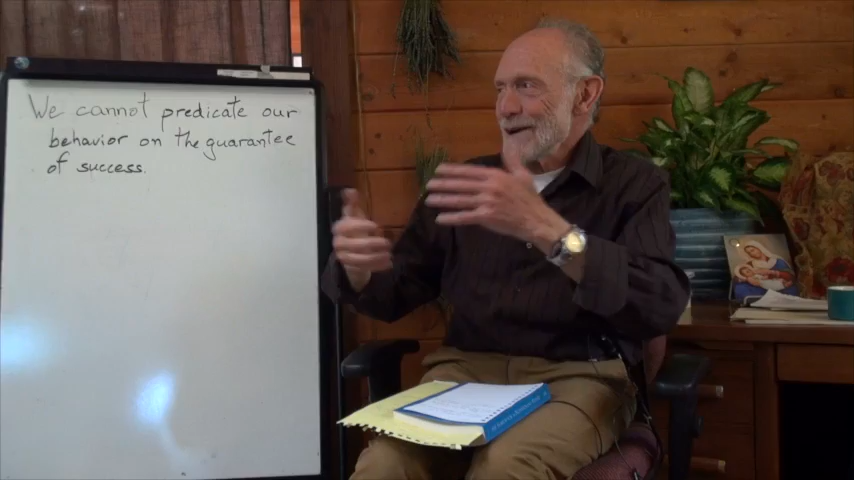 We cannot predicate our
behavior on the guarantee
of success.